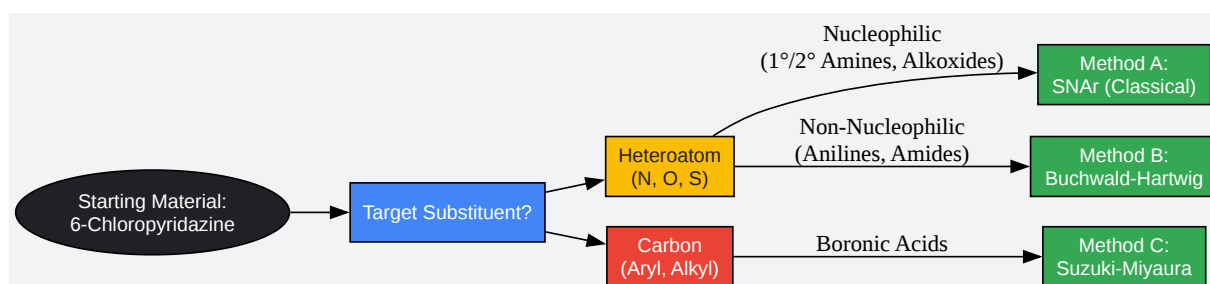 Starting Material:
6-Chloropyridazine
Target Substituent?
Heteroatom
(N, O, S)
Carbon
(Aryl, Alkyl)
Nucleophilic
(1°/2° Amines, Alkoxides)
Non-Nucleophilic
(Anilines, Amides)
Boronic Acids
Method A:
SNAr (Classical)
Method B:
Buchwald-Hartwig
Method C:
Suzuki-Miyaura